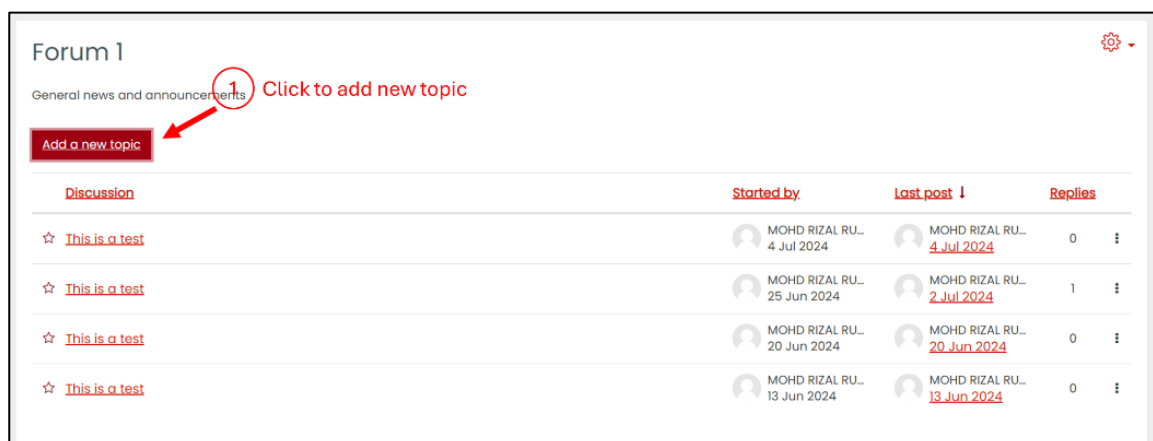 Forum 1
General news and announcements
1 Click to add new topic
Add a new topic
Discussion Started by Last post ↓ Replies
This is a test MOHD RIZAL RU... MOHD RIZAL RU... 0
4 Jul 2024 4 Jul 2024
This is a test MOHD RIZAL RU... MOHD RIZAL RU... 1
25 Jun 2024 2 Jul 2024
This is a test MOHD RIZAL RU... MOHD RIZAL RU... 0
20 Jun 2024 20 Jun 2024
This is a test MOHD RIZAL RU... MOHD RIZAL RU... 0
13 Jun 2024 13 Jun 2024